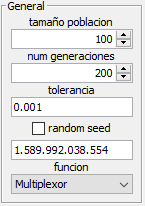 General
tamaño poblacion
100
num generaciones
200
tolerancia
0.001
random seed
1.589.992.038.554
funcion
Multiplexor